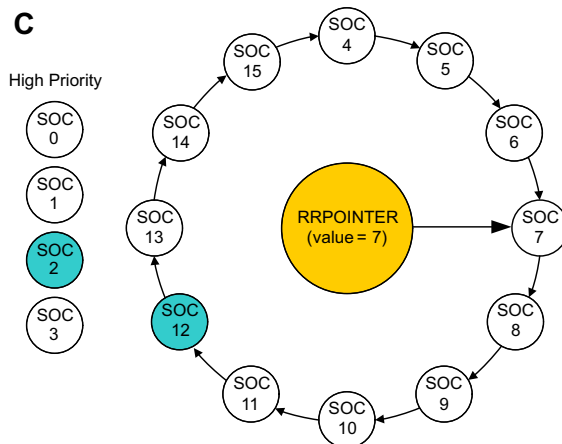 C
High Priority
SOC
0
SOC
1
SOC
2
SOC
3
SOC
4
SOC
5
SOC
6
SOC
7
SOC
8
SOC
9
SOC
10
SOC
11
SOC
12
SOC
13
SOC
14
SOC
15
RRPOINTER
(value = 7)